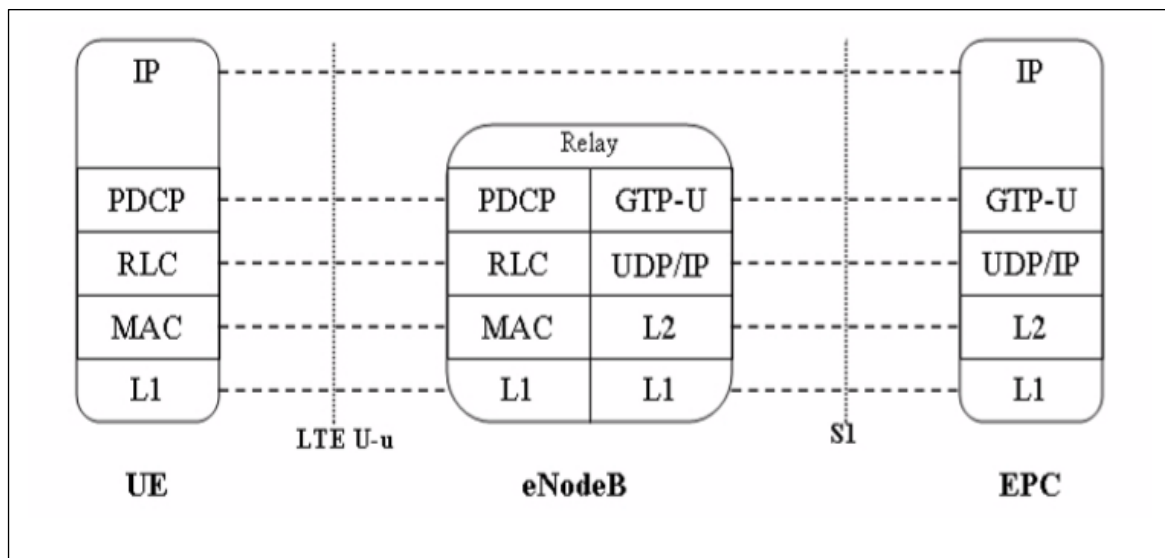 IP IP
Relay
PDCP PDCP GTP-U GTP-U
RLC RLC UDP/IP UDP/IP
MAC MAC L2 L2
L1 L1 L1 L1
LTE U-u S1
UE eNodeB EPC